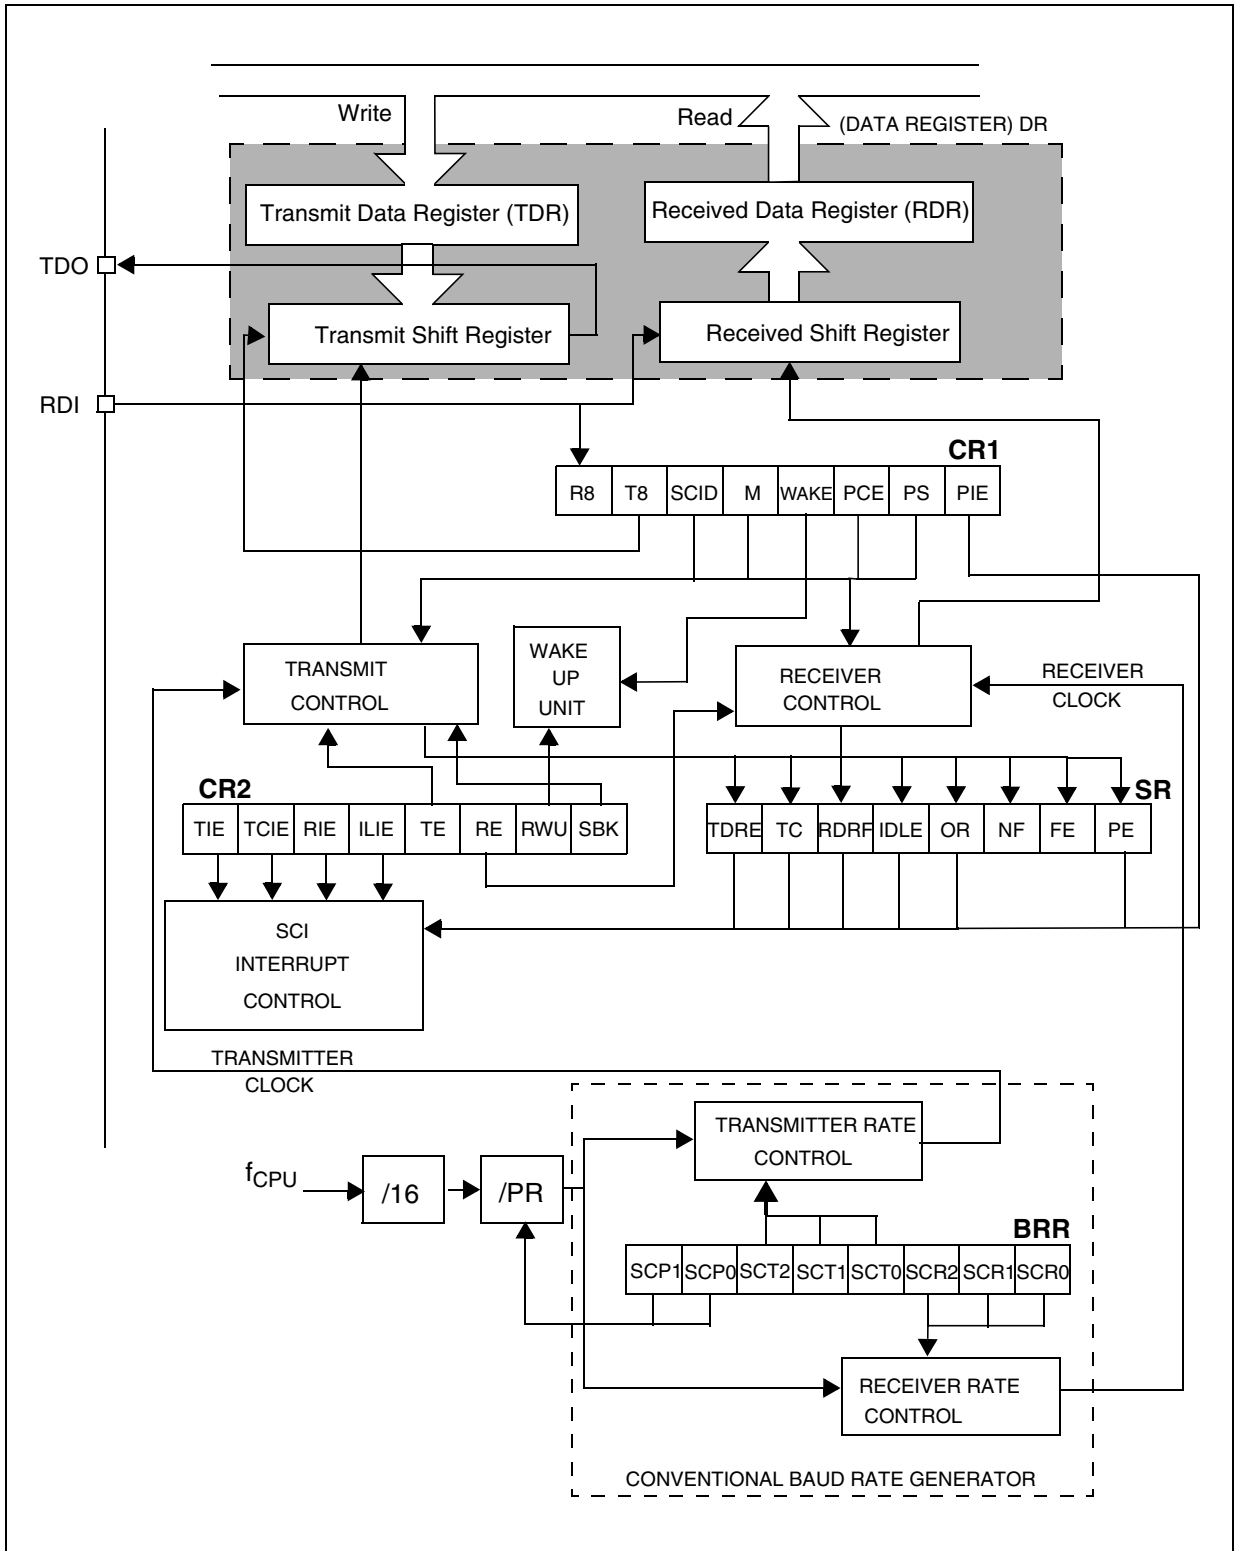 Write
Read
(DATA REGISTER) DR
Transmit Data Register (TDR)
Received Data Register (RDR)
TDO
Transmit Shift Register
Received Shift Register
RDI
CR1
R8 T8 SCID M WAKE PCE PS PIE
TRANSMIT
CONTROL
WAKE
UP
UNIT
RECEIVER
CONTROL
RECEIVER
CLOCK
CR2
SR
TIE TCIE RIE ILIE TE RE RWU SBK
TDRE TC RDRF IDLE OR NF FE PE
SCI
INTERRUPT
CONTROL
TRANSMITTER
CLOCK
TRANSMITTER RATE
CONTROL
fCPU
/16
/PR
BRR
SCP1 SCP0 SCT2 SCT1 SCT0 SCR2 SCR1 SCR0
RECEIVER RATE
CONTROL
CONVENTIONAL BAUD RATE GENERATOR